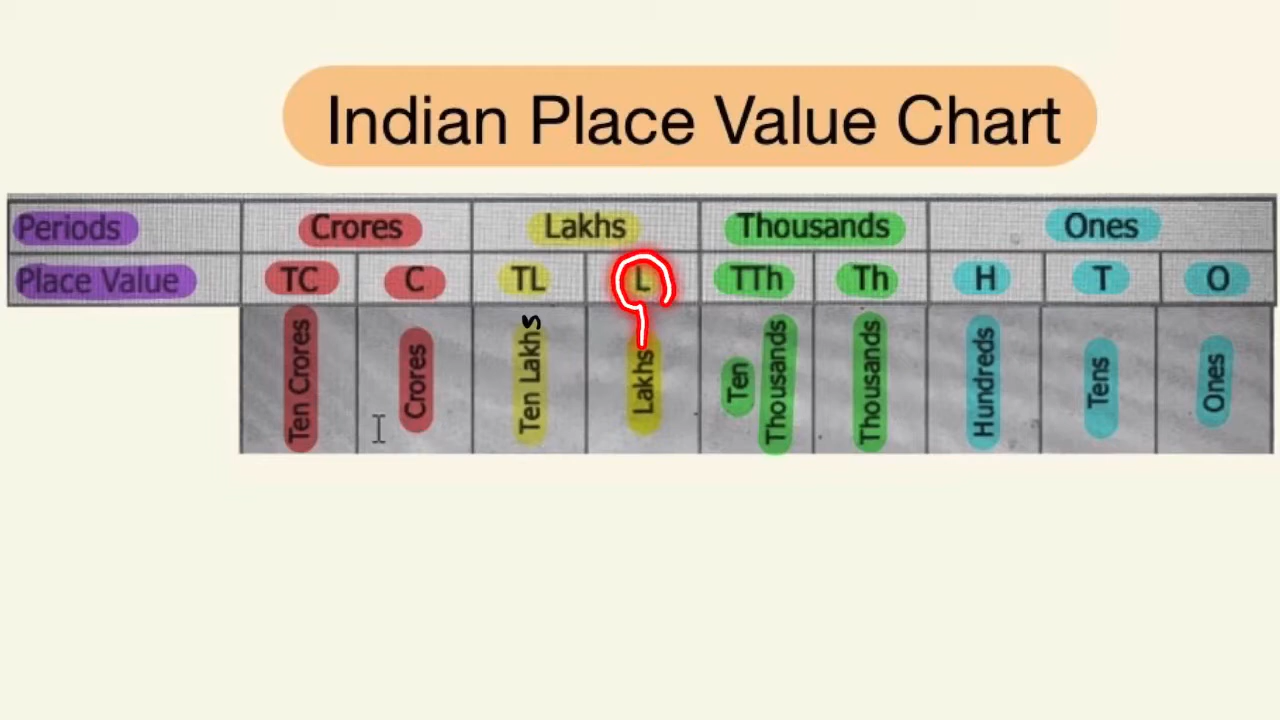 Indian Place Value Chart
Periods Crores Lakhs Thousands Ones
Place Value TC C TL L TTh Th H T O
Ten Crores Crores Ten Lakhs Lakhs Ten Thousands Thousands Hundreds Tens Ones